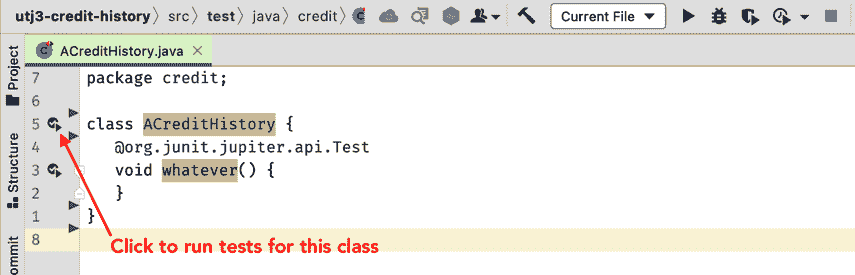 utj3-credit-history 〉 src 〉 test 〉 java 〉 credit 〉
Current File
ACreditHistory.java ×
Project
Structure
ommit
7 package credit;
6
5 class ACreditHistory {
4 @org.junit.jupiter.api.Test
3 void whatever() {
2 }
1 }
8
Click to run tests for this class